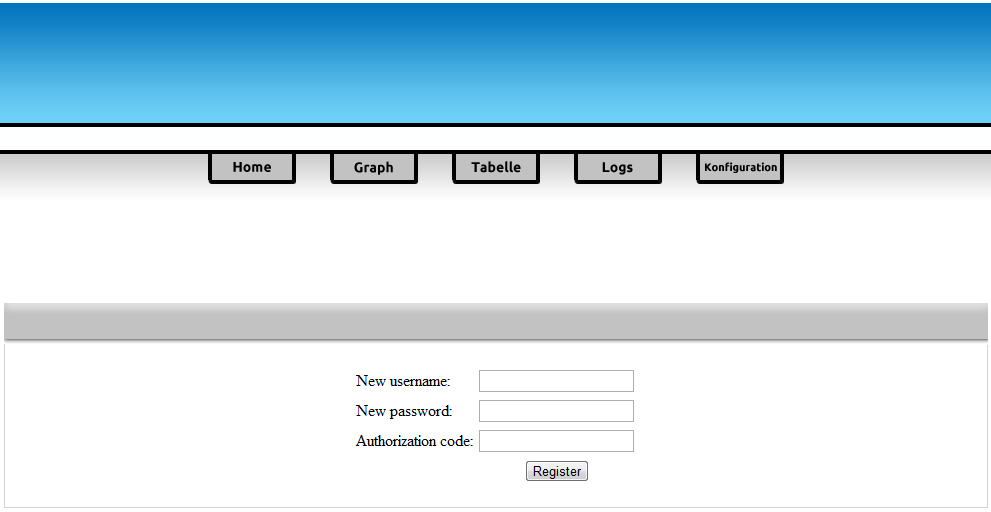 Home Graph Tabelle Logs Konfiguration
New username:
New password:
Authorization code:
Register